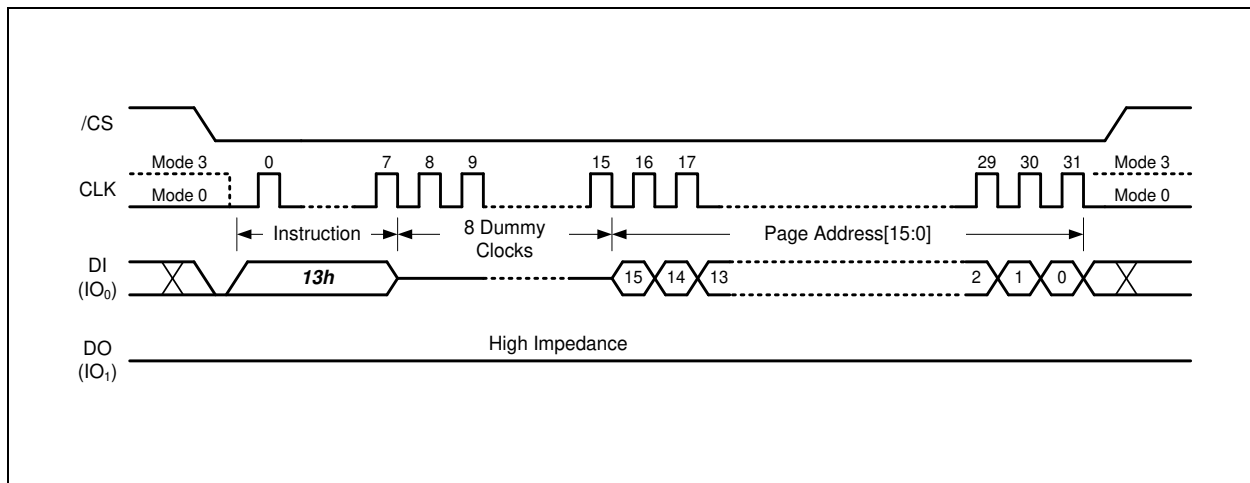 /CS
Mode 3 0 7 8 9 15 16 17 29 30 31 Mode 3
CLK
Mode 0 Mode 0
Instruction 8 Dummy Clocks Page Address[15:0]
DI (IO₀) 13h 15 14 13 2 1 0
High Impedance
DO
(IO₁)